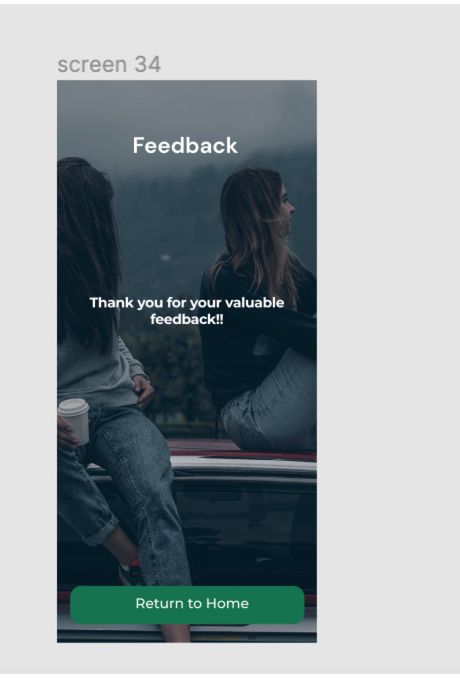 screen 34
Feedback
Thank you for your valuable
feedback!!
Return to Home